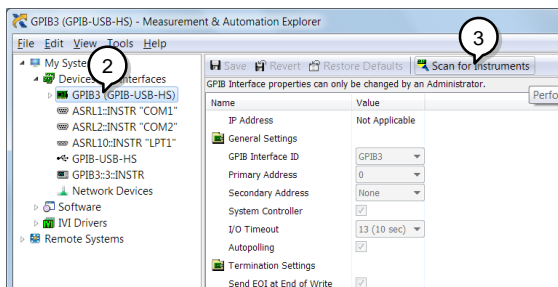 GPIB3 (GPIB-USB-HS) - Measurement & Automation Explorer
File Edit View Tools Help
3
2
My System
Devices Interfaces
GPIB3 (GPIB-USB-HS)
ASRL1::INSTR "COM1"
ASRL2::INSTR "COM2"
ASRL10::INSTR "LPT1"
GPIB-USB-HS
GPIB3::3::INSTR
Network Devices
Software
IVI Drivers
Remote Systems
Save Revert Restore Defaults Scan for Instruments
GPIB Interface properties can only be changed by an Administrator.
Perfo
Name Value
IP Address Not Applicable
General Settings
GPIB Interface ID GPIB3
Primary Address 0
Secondary Address None
System Controller
I/O Timeout 13 (10 sec)
Autopolling
Termination Settings
Send EOI at End of Write